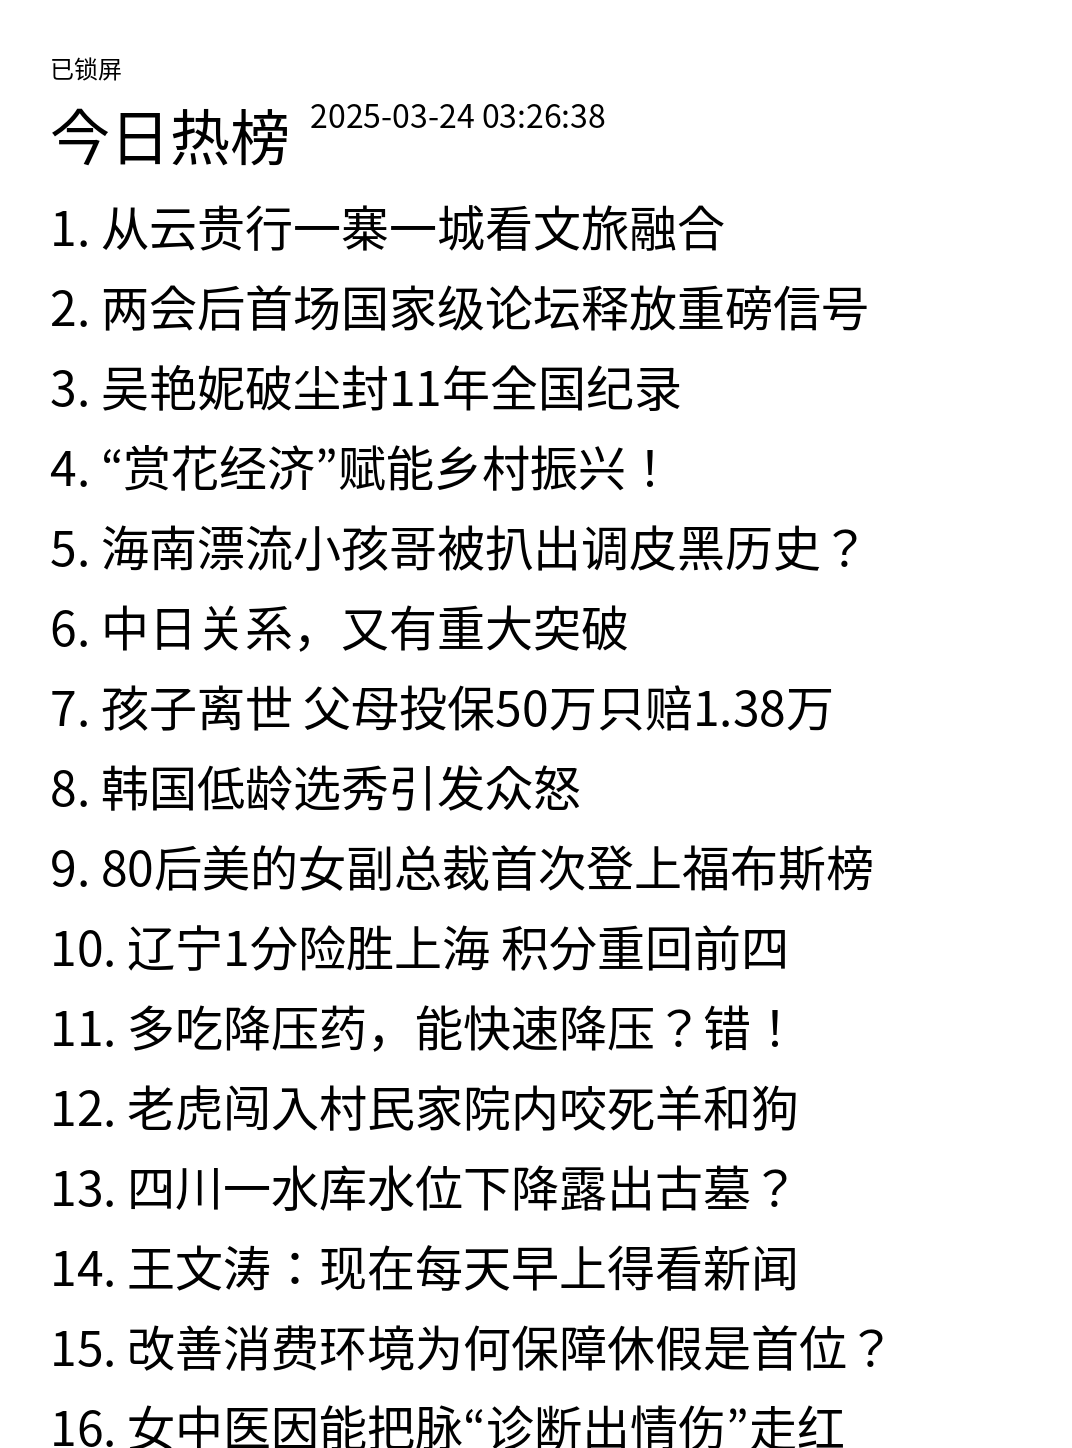 已锁屏
今日热榜 2025-03-24 03:26:38
1. 从云贵行一寨一城看文旅融合
2. 两会后首场国家级论坛释放重磅信号
3. 吴艳妮破尘封11年全国纪录
4. “赏花经济”赋能乡村振兴！
5. 海南漂流小孩哥被扒出调皮黑历史？
6. 中日关系，又有重大突破
7. 孩子离世 父母投保50万只赔1.38万
8. 韩国低龄选秀引发众怒
9. 80后美的女副总裁首次登上福布斯榜
10. 辽宁1分险胜上海 积分重回前四
11. 多吃降压药，能快速降压？错！
12. 老虎闯入村民家院内咬死羊和狗
13. 四川一水库水位下降露出古墓？
14. 王文涛：现在每天早上得看新闻
15. 改善消费环境为何保障休假是首位？
16. 女中医因能把脉“诊断出情伤”走红